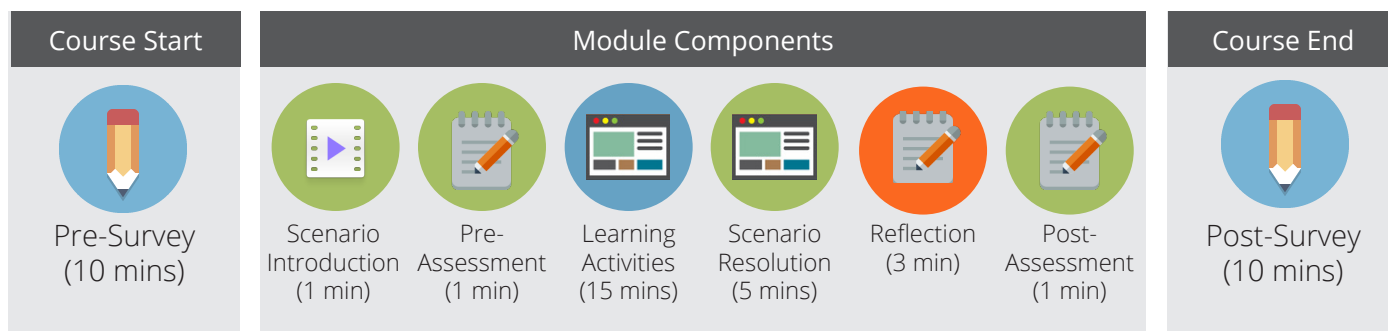 Course Start
Pre-Survey
(10 mins)
Module Components
Scenario
Introduction
(1 min)
Pre-
Assessment
(1 min)
Learning
Activities
(15 mins)
Scenario
Resolution
(5 mins)
Reflection
(3 min)
Post-
Assessment
(1 min)
Course End
Post-Survey
(10 mins)